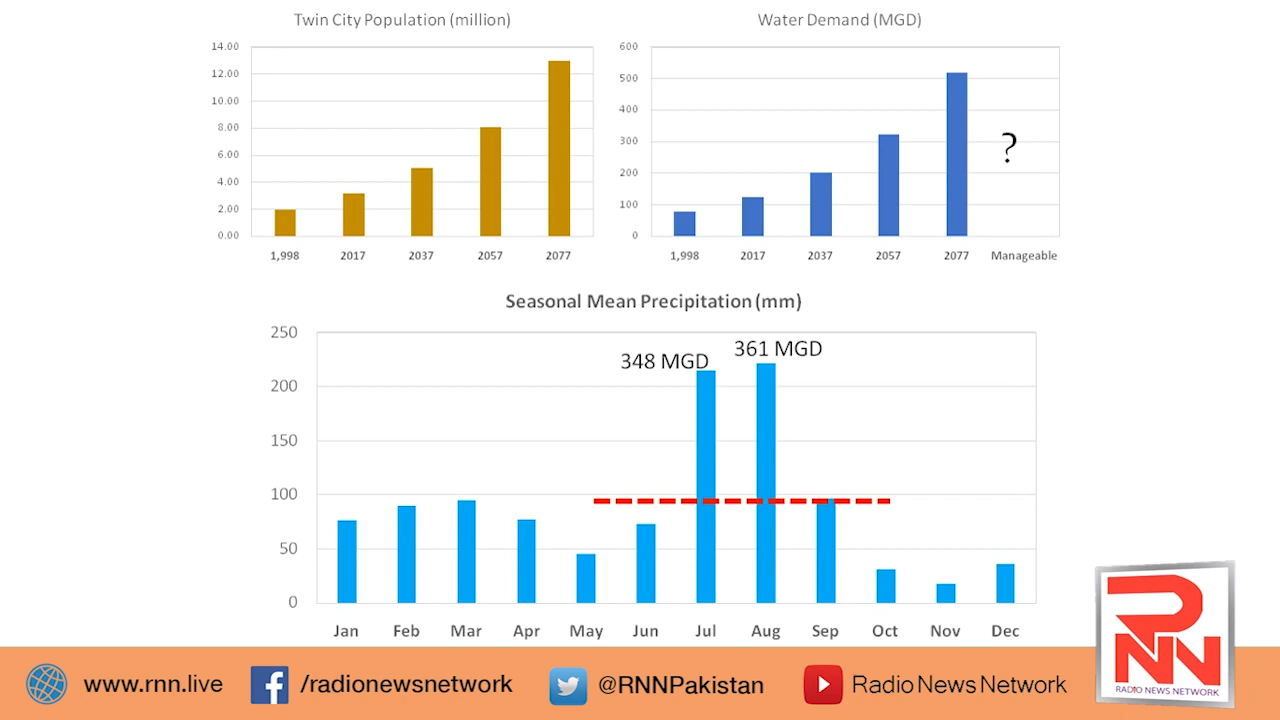 Twin City Population (million)
14.00
12.00
10.00
8.00
6.00
4.00
2.00
0.00
1,998 2017 2037 2057 2077
Water Demand (MGD)
600
500
400
300
200
100
0
?
1,998 2017 2037 2057 2077 Manageable
Seasonal Mean Precipitation (mm)
250
200
150
100
50
0
348 MGD
361 MGD
Jan Feb Mar Apr May Jun Jul Aug Sep Oct Nov Dec
RNN
RADIO NEWS NETWORK
www.rnn.live
/radionewsnetwork
@RNNPakistan
Radio News Network